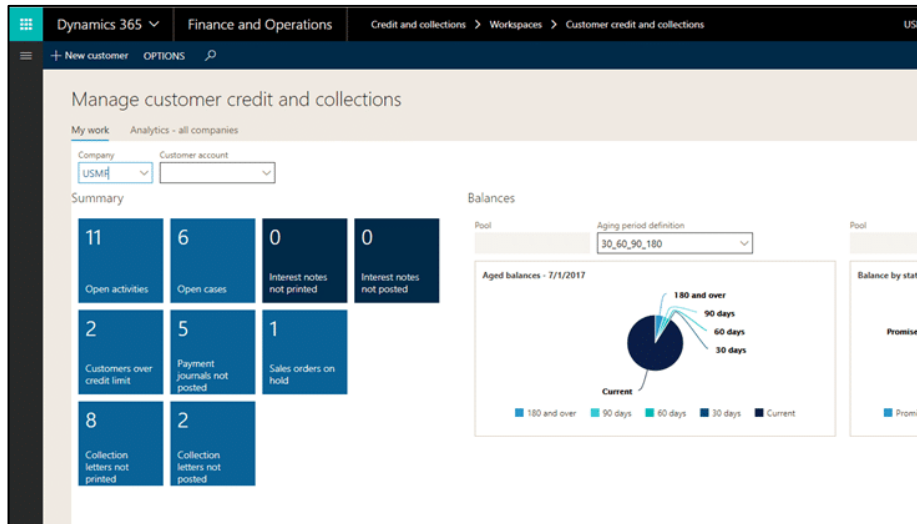 Dynamics 365 Finance and Operations Credit and collections > Workspaces > Customer credit and collections US
+ New customer OPTIONS
Manage customer credit and collections
My work Analytics - all companies
Company Customer account
USMF
Summary
11
Open activities
6
Open cases
0
Interest notes
not printed
0
Interest notes
not posted
2
Customers over
credit limit
5
Payment
journals not
posted
1
Sales orders on
hold
8
Collection
letters not
printed
2
Collection
letters not
posted
Balances
Pool Aging period definition
30_60_90_180
Aged balances - 7/1/2017
180 and over
90 days
60 days
30 days
Current
180 and over 90 days 60 days 30 days Current
Pool
Balance by stat
Promise
Promi